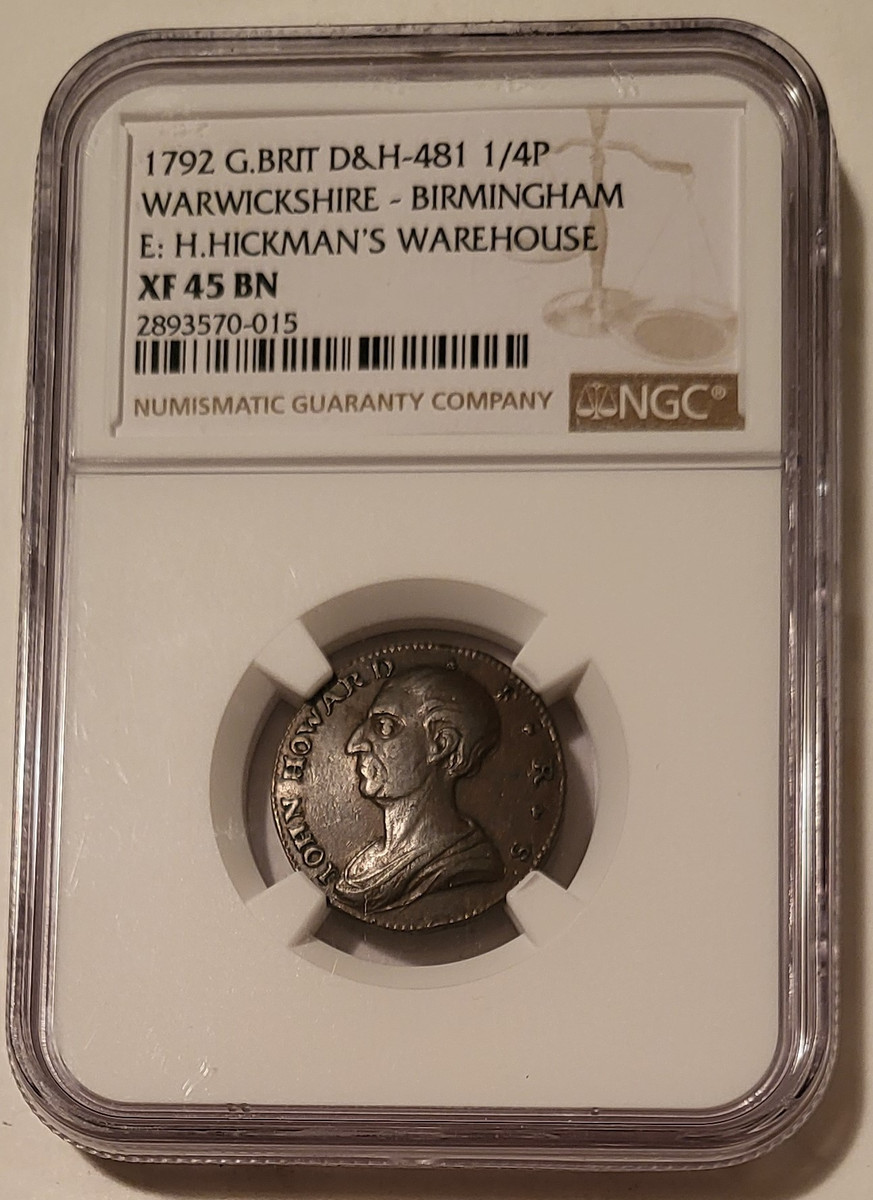 1792 G.BRIT D&H-481 1/4P
WARWICKSHIRE - BIRMINGHAM
E: H.HICKMAN'S WAREHOUSE
XF 45 BN
2893570-015
NUMISMATIC GUARANTY COMPANY
NGC®
JOHN HOWARD · F · R · S